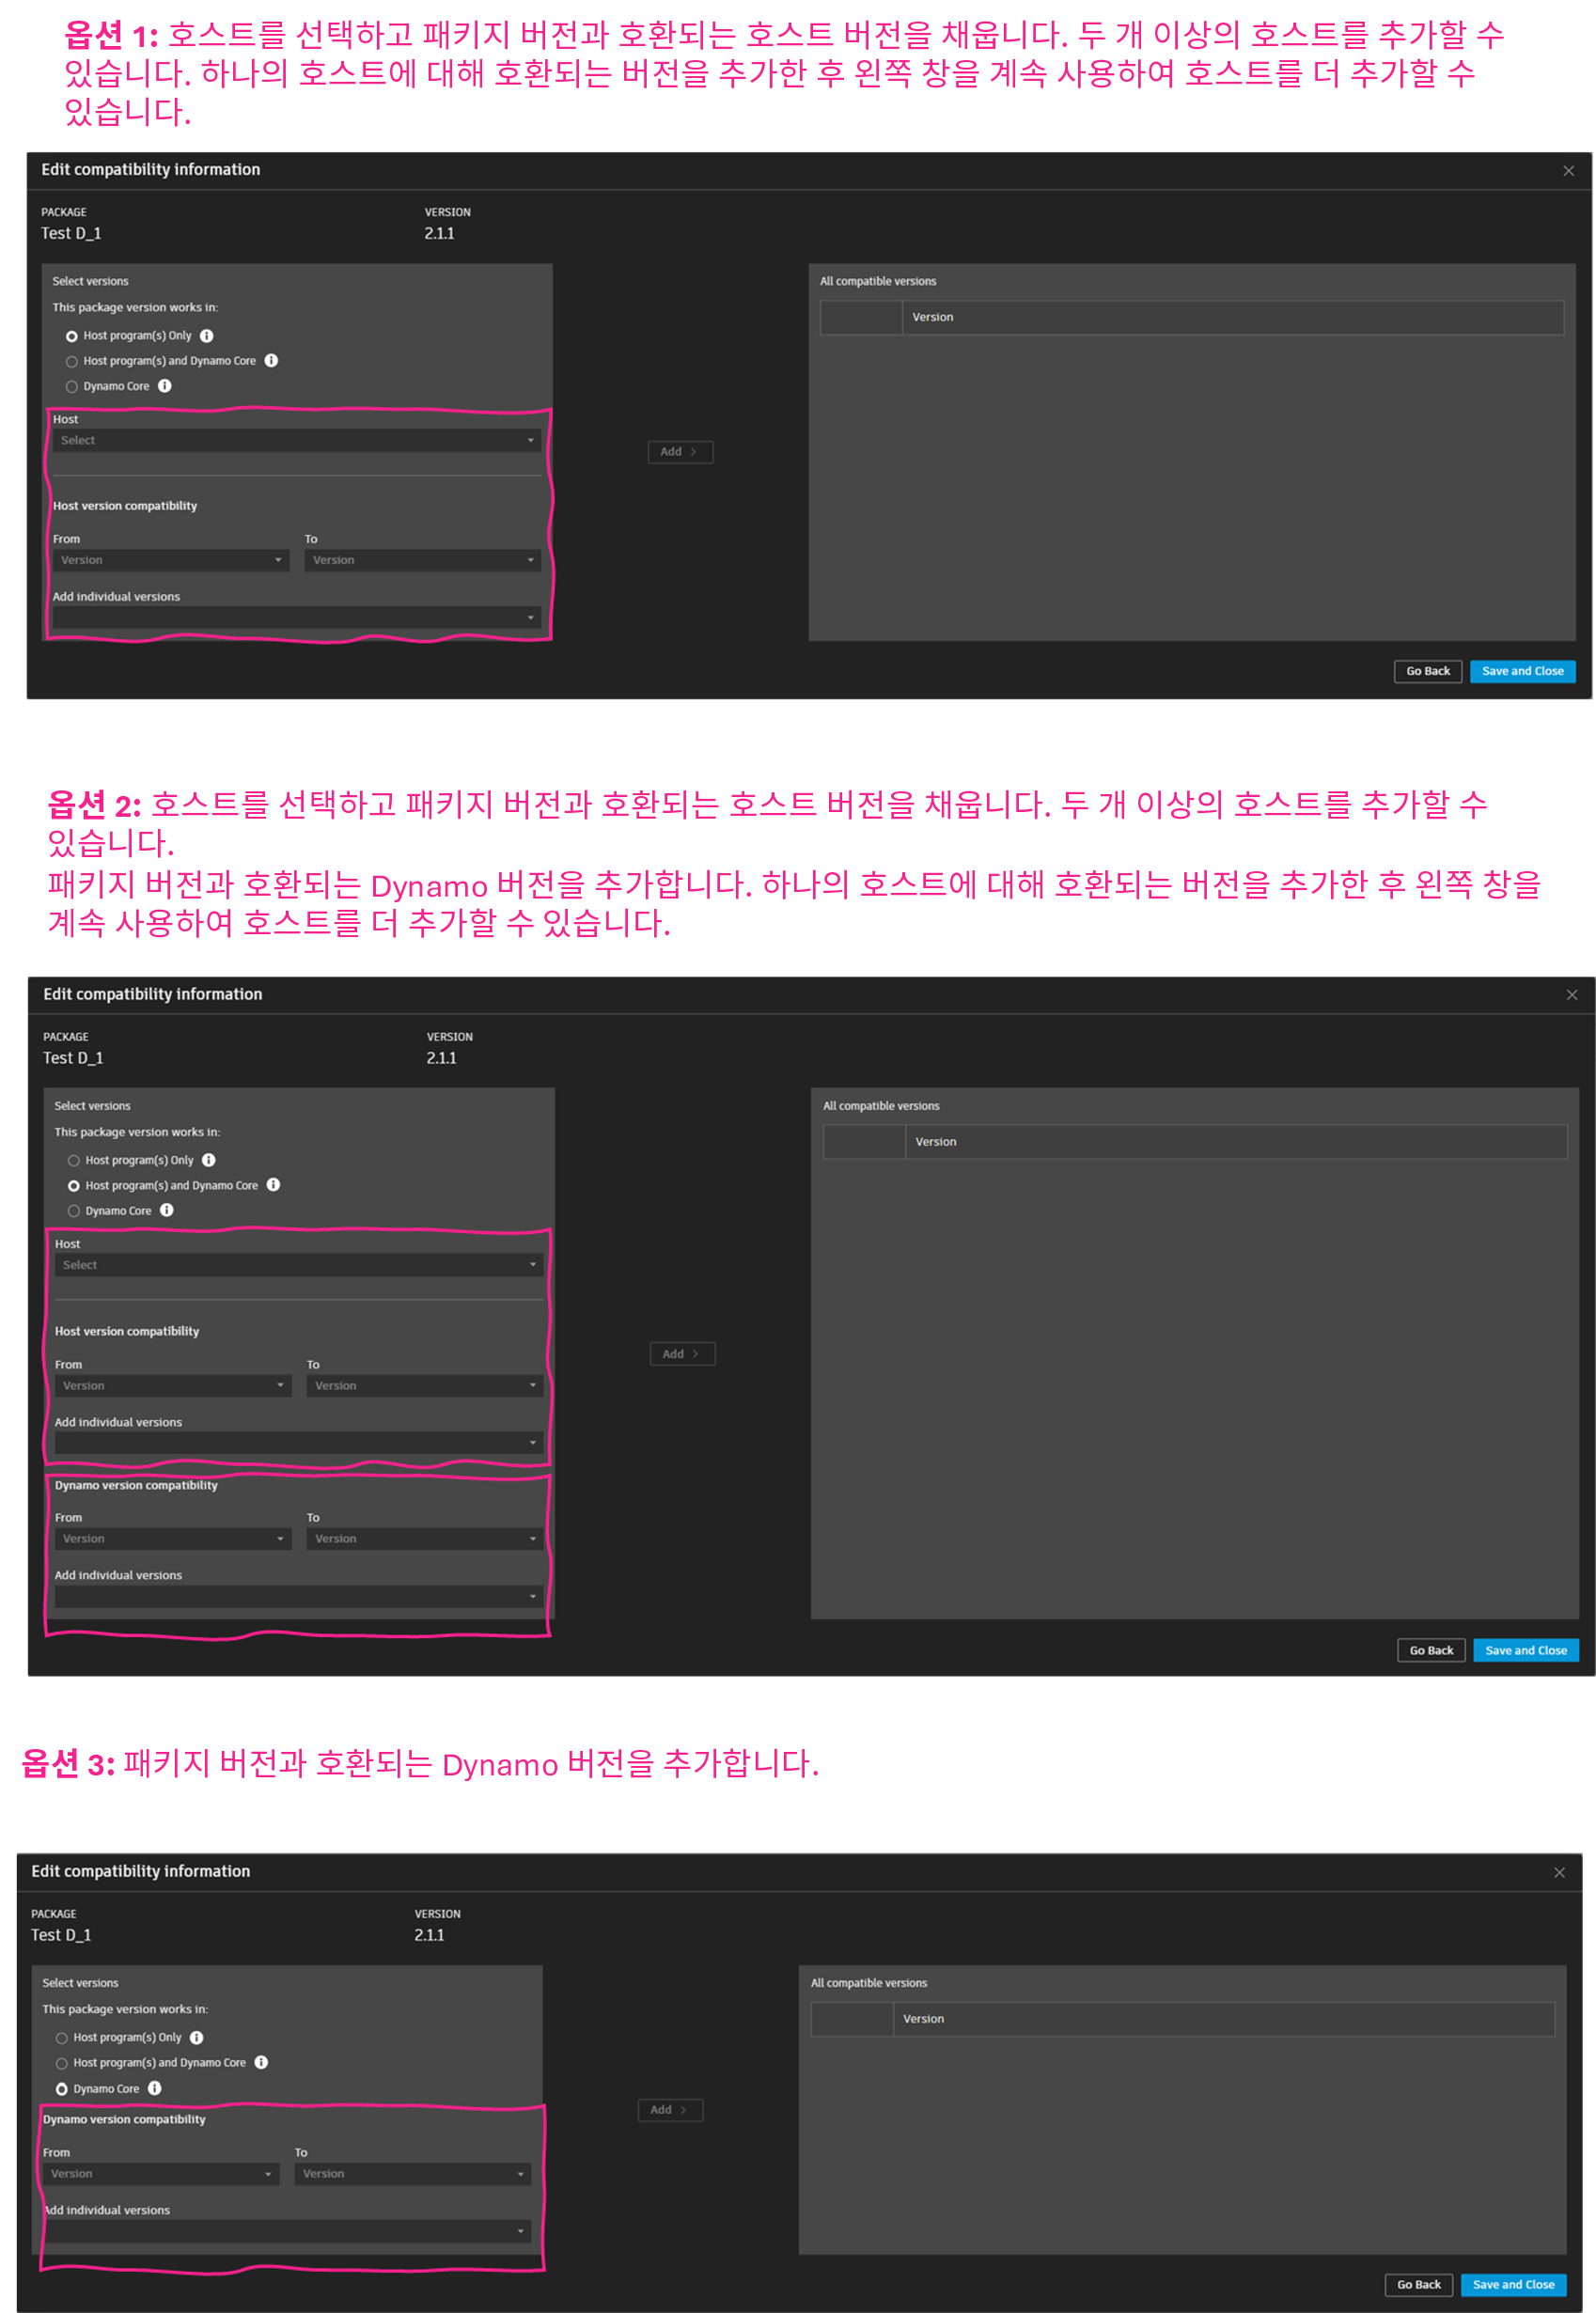 옵션 1: 호스트를 선택하고 패키지 버전과 호환되는 호스트 버전을 채웁니다. 두 개 이상의 호스트를 추가할 수
있습니다. 하나의 호스트에 대해 호환되는 버전을 추가한 후 왼쪽 창을 계속 사용하여 호스트를 더 추가할 수
있습니다.
Edit compatibility information
PACKAGE VERSION
Test D_1 2.1.1
Select versions
This package version works in:
Host program(s) Only
Host program(s) and Dynamo Core
Dynamo Core
Host
Select
Host version compatibility
From To
Version Version
Add individual versions
Add >
All compatible versions
Version
Go Back Save and Close
옵션 2: 호스트를 선택하고 패키지 버전과 호환되는 호스트 버전을 채웁니다. 두 개 이상의 호스트를 추가할 수
있습니다.
패키지 버전과 호환되는 Dynamo 버전을 추가합니다. 하나의 호스트에 대해 호환되는 버전을 추가한 후 왼쪽 창을
계속 사용하여 호스트를 더 추가할 수 있습니다.
Edit compatibility information
PACKAGE VERSION
Test D_1 2.1.1
Select versions
This package version works in:
Host program(s) Only
Host program(s) and Dynamo Core
Dynamo Core
Host
Select
Host version compatibility
From To
Version Version
Add individual versions
Dynamo version compatibility
From To
Version Version
Add individual versions
Add >
All compatible versions
Version
Go Back Save and Close
옵션 3: 패키지 버전과 호환되는 Dynamo 버전을 추가합니다.
Edit compatibility information
PACKAGE VERSION
Test D_1 2.1.1
Select versions
This package version works in:
Host program(s) Only
Host program(s) and Dynamo Core
Dynamo Core
Dynamo version compatibility
From To
Version Version
Add individual versions
Add >
All compatible versions
Version
Go Back Save and Close